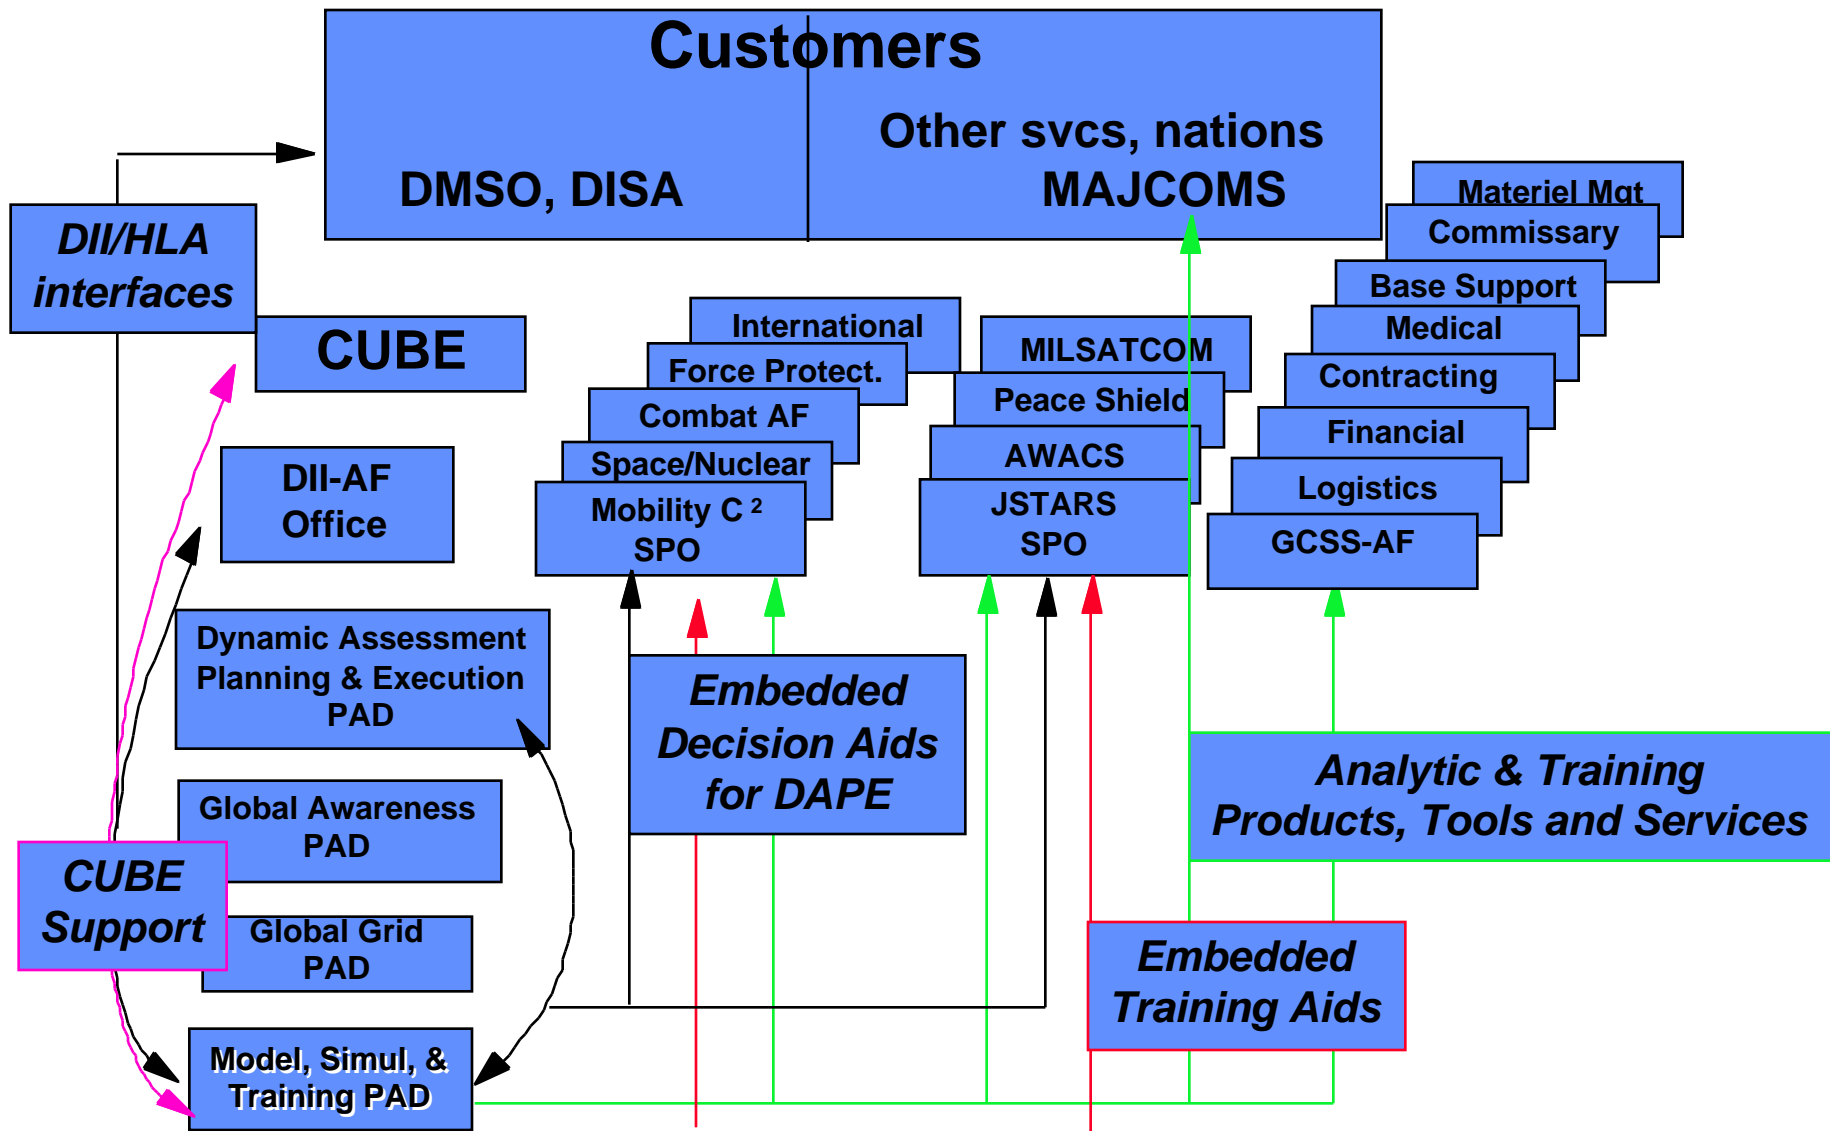 Customers
Other svcs, nations
DMSO, DISA
MAJCOMS
DII/HLA
interfaces
CUBE
DII-AF
Office
Dynamic Assessment
Planning & Execution
PAD
Global Awareness
PAD
CUBE
Support
Global Grid
PAD
Model, Simul, &
Training PAD
International
Force Protect.
Combat AF
Space/Nuclear
Mobility C 2
SPO
MILSATCOM
Peace Shield
AWACS
JSTARS
SPO
Materiel Mgt
Commissary
Base Support
Medical
Contracting
Financial
Logistics
GCSS-AF
Embedded
Decision Aids
for DAPE
Analytic & Training
Products, Tools and Services
Embedded
Training Aids